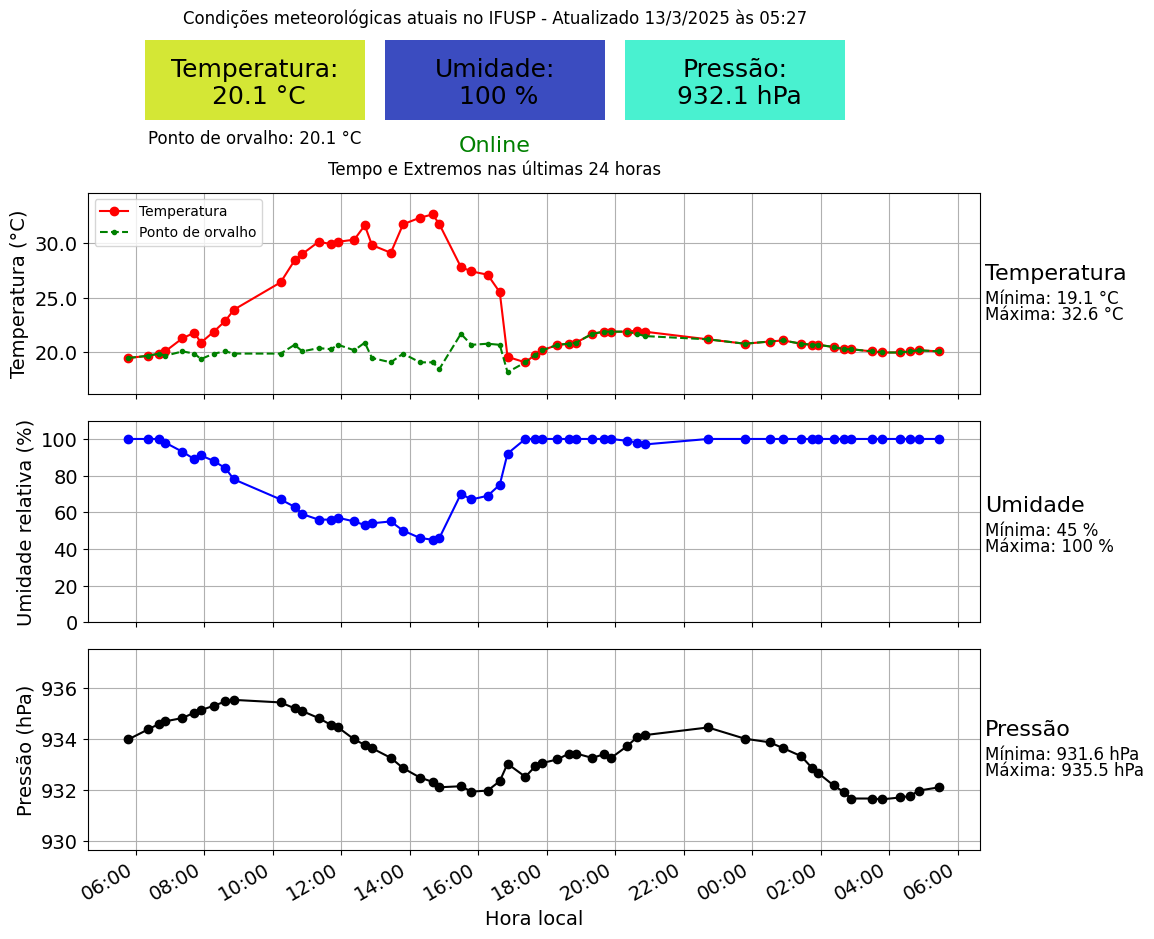 Condições meteorológicas atuais no IFUSP - Atualizado 13/3/2025 às 05:27
Temperatura:
20.1 °C
Umidade:
100 %
Pressão:
932.1 hPa
Ponto de orvalho: 20.1 °C
Online
Tempo e Extremos nas últimas 24 horas
Temperatura
Ponto de orvalho
Temperatura (°C)
30.0
25.0
20.0
Temperatura
Mínima: 19.1 °C
Máxima: 32.6 °C
Umidade relativa (%)
100
80
60
40
20
0
Umidade
Mínima: 45 %
Máxima: 100 %
Pressão (hPa)
936
934
932
930
Pressão
Mínima: 931.6 hPa
Máxima: 935.5 hPa
06:00
08:00
10:00
12:00
14:00
16:00
18:00
20:00
22:00
00:00
02:00
04:00
06:00
Hora local